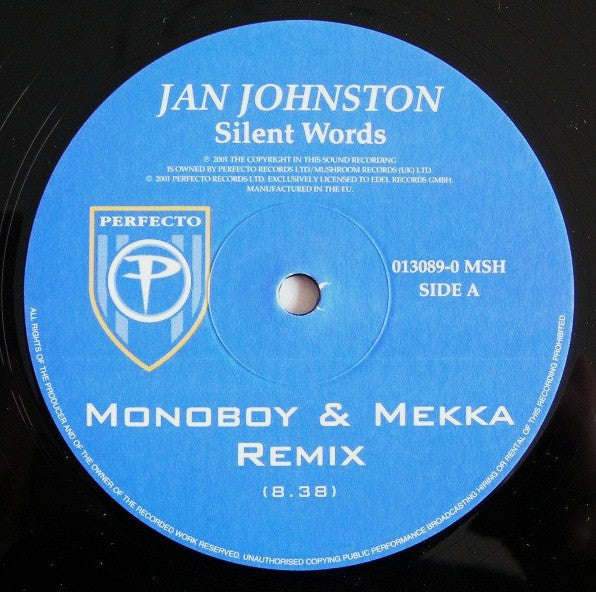 JAN JOHNSTON
Silent Words
℗ 2001 THE COPYRIGHT IN THIS SOUND RECORDING
IS OWNED BY PERFECTO RECORDS LTD/MUSHROOM RECORDS (UK) LTD.
© 2001 PERFECTO RECORDS LTD. EXCLUSIVELY LICENSED TO EDEL RECORDS GMBH.
MANUFACTURED IN THE EU.
PERFECTO
P
013089-0 MSH
SIDE A
MONOBOY & MEKKA
REMIX
(8.38)
ALL RIGHTS OF THE PRODUCER AND OF THE OWNER OF THE RECORDED WORK RESERVED. UNAUTHORISED COPYING PUBLIC PERFORMANCE BROADCASTING HIRING OR RENTAL OF THIS RECORDING PROHIBITED.